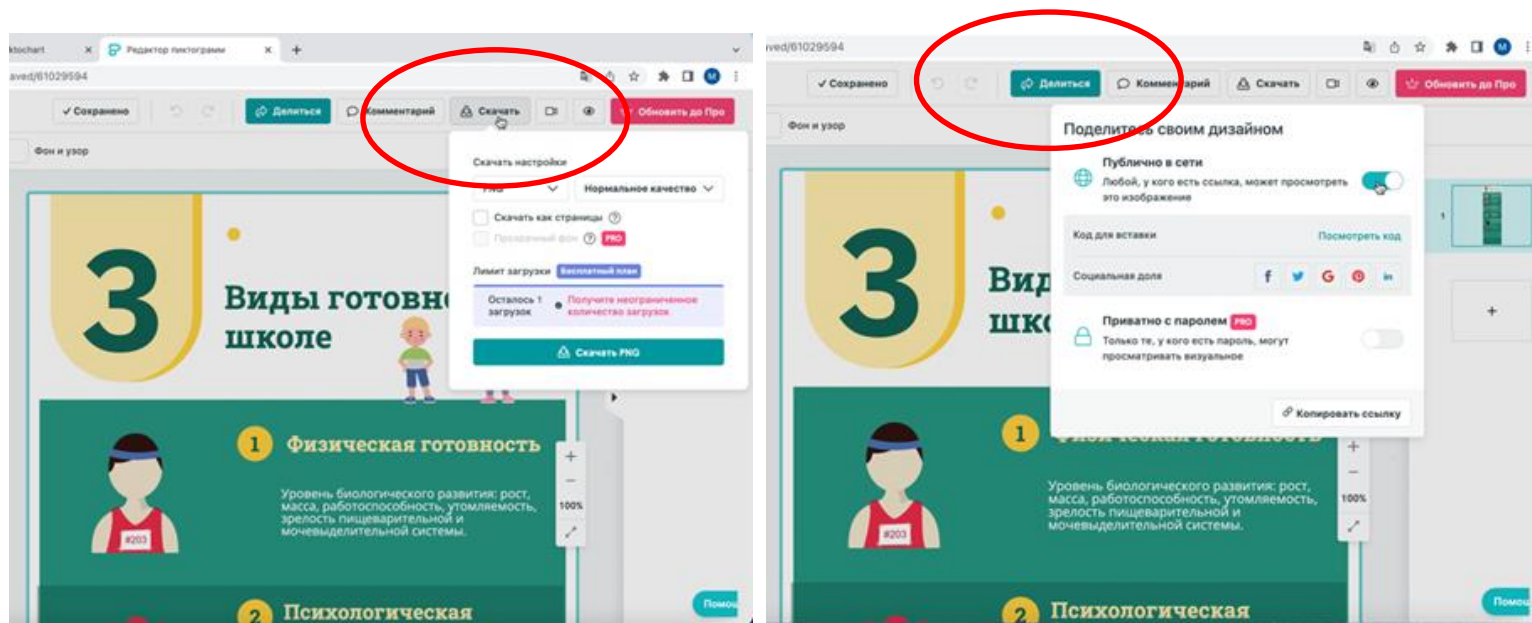 ktochart
Редактор пиктограмм
aved/61029594
Сохранено
Делиться
Комментарий
Скачать
Обновить до Про
Фон и узор
Скачать настройки
PNG
Нормальное качество
Скачать как страницы
Прозрачный фон
PRO
Лимит загрузки
Бесплатный план
Осталось 1
загрузок
Получите неограниченное
количество загрузок
Скачать PNG
3
Виды готовн
школе
1
Физическая готовность
Уровень биологического развития: рост,
масса, работоспособность, утомляемость,
зрелость пищеварительной и
мочевыделительной системы.
#203
100%
2
Психологическая
Помощ
ved/61029594
M
Сохранено
Делиться
Комментарий
Скачать
Обновить до Про
Фон и узор
Поделитесь своим дизайном
Публично в сети
Любой, у кого есть ссылка, может просмотреть
это изображение
Код для вставки
Посмотреть код
Социальная доля
Приватно с паролем PRO
Только те, у кого есть пароль, могут
просматривать визуальное
Копировать ссылку
1
3
Вид
шко
1
Уровень биологического развития: рост,
масса, работоспособность, утомляемость,
зрелость пищеварительной и
мочевыделительной системы.
#203
100%
2
Психологическая
Помощ